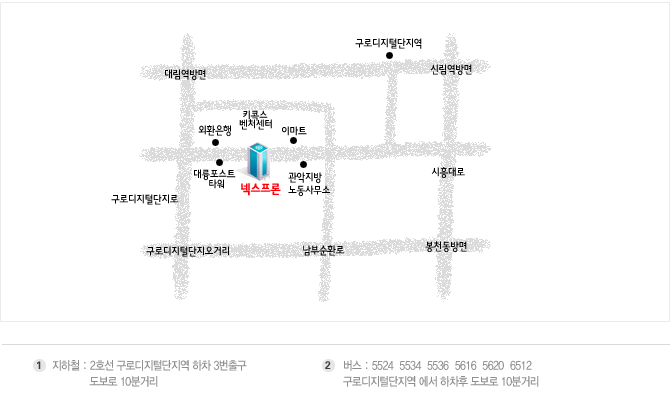 구로디지털단지역
대림역방면
신림역방면
키콕스
벤처센터
외환은행
이마트
대륭포스트
타워
관악지방
노동사무소
넥스프론
시흥대로
구로디지털단지로
구로디지털단지오거리
남부순환로
봉천동방면
1 지하철 : 2호선 구로디지털단지역 하차 3번출구
도보로 10분거리
2 버스 : 5524 5534 5536 5616 5620 6512
구로디지털단지역 에서 하차후 도보로 10분거리